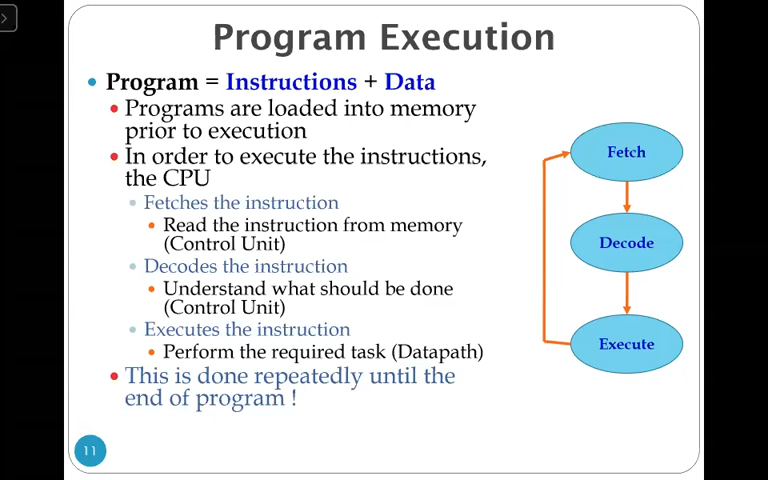 Program Execution
• Program = Instructions + Data
• Programs are loaded into memory
prior to execution
• In order to execute the instructions,
the CPU
• Fetches the instruction
• Read the instruction from memory
(Control Unit)
• Decodes the instruction
• Understand what should be done
(Control Unit)
• Executes the instruction
• Perform the required task (Datapath)
• This is done repeatedly until the
end of program !
Fetch
Decode
Execute
11